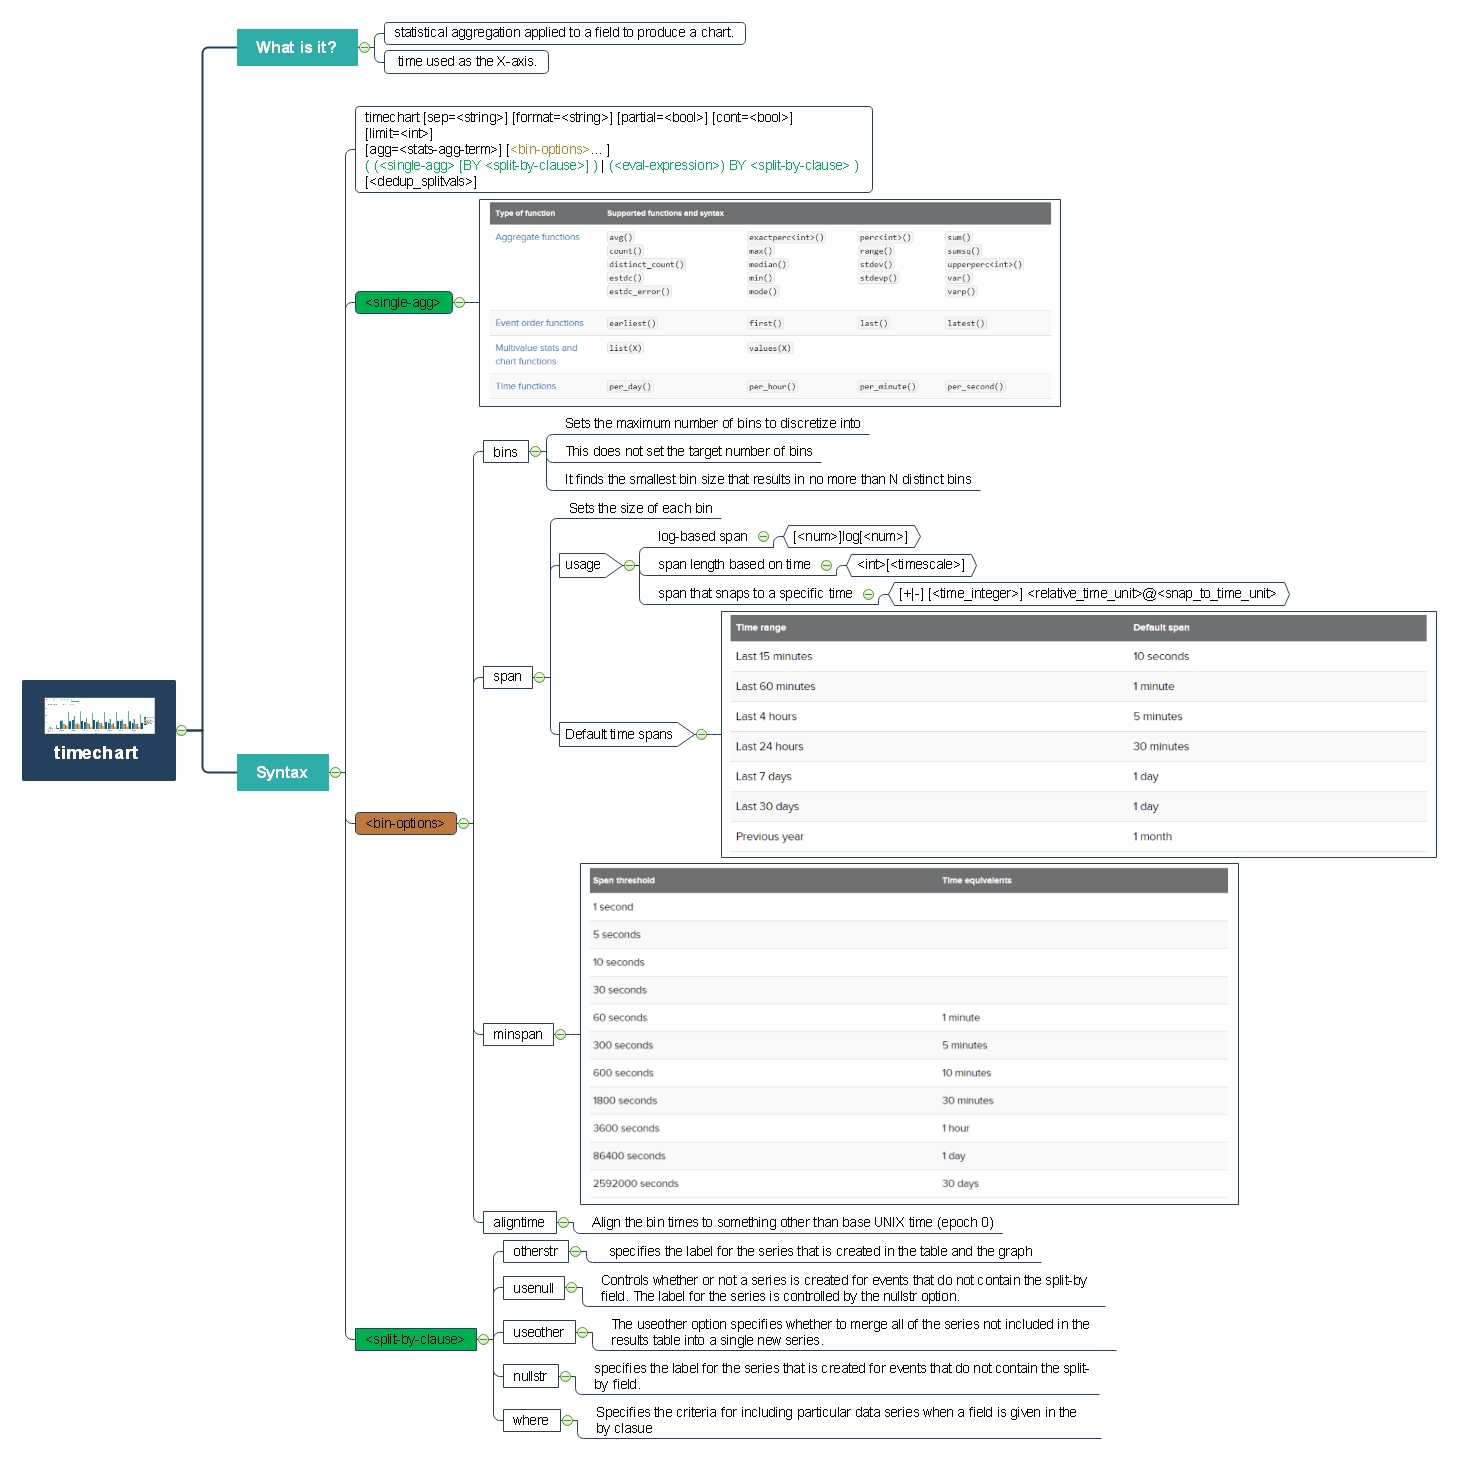 What is it?
statistical aggregation applied to a field to produce a chart.
time used as the X-axis.
timechart [sep=<string>] [format=<string>] [partial=<bool>] [cont=<bool>]
[limit=<int>]
[agg=<stats-agg-term>] [<bin-options>... ]
( (<single-agg> [BY <split-by-clause>] ) | (<eval-expression>) BY <split-by-clause> )
[<dedup_splitvals>]
<single-agg>
Type of function Supported functions and syntax
Aggregate functions avg() exactperc<int>() perc<int>() sum()
count() max() range() sumsq()
distinct_count() median() stdev() upperperc<int>()
estdc() min() stdevp() var()
estdc_error() mode() varp()
Event order functions earliest() first() last() latest()
Multivalue stats and list(X) values(X)
chart functions
Time functions per_day() per_hour() per_minute() per_second()
bins
Sets the maximum number of bins to discretize into
This does not set the target number of bins
It finds the smallest bin size that results in no more than N distinct bins
span
Sets the size of each bin
usage
log-based span [<num>]log[<num>]
span length based on time <int>[<timescale>]
span that snaps to a specific time [+|-] [<time_integer>] <relative_time_unit>@<snap_to_time_unit>
Default time spans
Time range Default span
Last 15 minutes 10 seconds
Last 60 minutes 1 minute
Last 4 hours 5 minutes
Last 24 hours 30 minutes
Last 7 days 1 day
Last 30 days 1 day
Previous year 1 month
timechart
Syntax
<bin-options>
minspan
Span threshold Time equivalents
1 second
5 seconds
10 seconds
30 seconds
60 seconds 1 minute
300 seconds 5 minutes
600 seconds 10 minutes
1800 seconds 30 minutes
3600 seconds 1 hour
86400 seconds 1 day
2592000 seconds 30 days
aligntime
Align the bin times to something other than base UNIX time (epoch 0)
<split-by-clause>
otherstr
specifies the label for the series that is created in the table and the graph
usenull
Controls whether or not a series is created for events that do not contain the split-by
field. The label for the series is controlled by the nullstr option.
useother
The useother option specifies whether to merge all of the series not included in the
results table into a single new series.
nullstr
specifies the label for the series that is created for events that do not contain the split-
by field.
where
Specifies the criteria for including particular data series when a field is given in the
by clasue